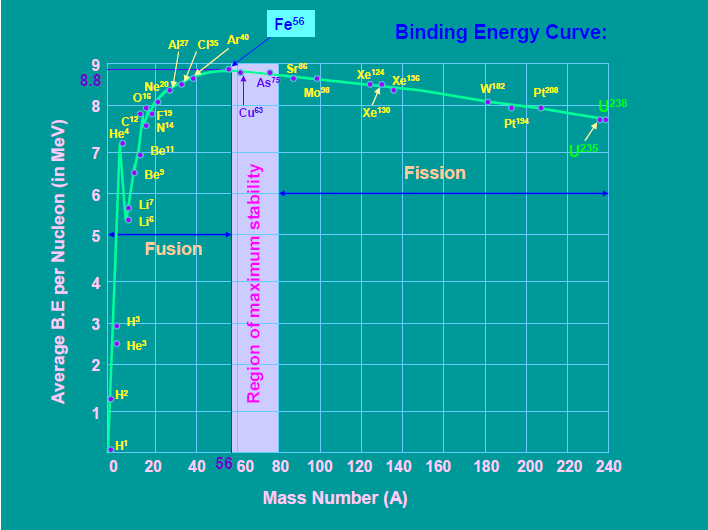 Binding Energy Curve:
Fe56
Al27
Cl35
Ar40
9
8.8
8
7
6
5
4
3
2
1
Average B.E per Nucleon (in MeV)
Ne20
O16
C12
F19
N14
He4
Be11
Be9
Li7
Li6
H3
He3
H2
H1
Cu63
As75
Sr86
Mo98
Xe124
Xe130
Xe136
W182
Pt194
Pt208
U238
U235
Fusion
Region of maximum stability
Fission
0 20 40 56 60 80 100 120 140 160 180 200 220 240
Mass Number (A)